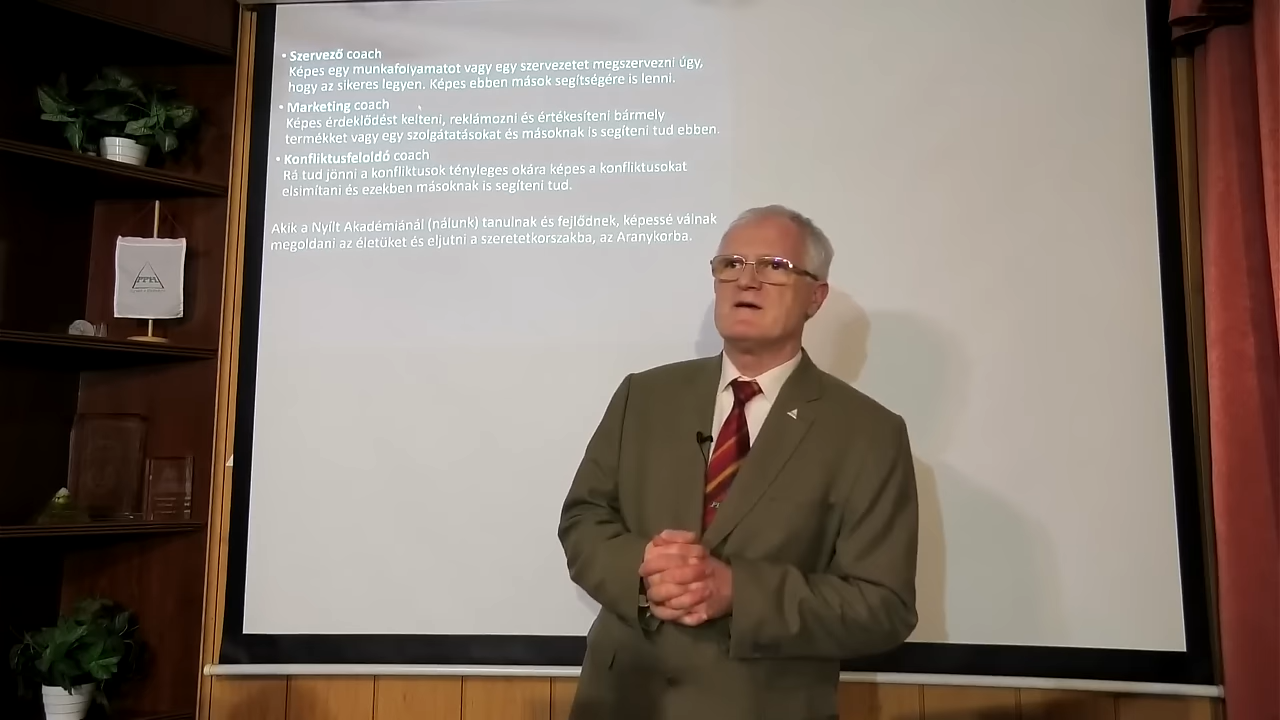 • Szervező coach
Képes egy munkafolyamatot vagy egy szervezetet megszervezni úgy,
hogy az sikeres legyen. Képes ebben mások segítségére is lenni.
• Marketing coach
Képes érdeklődést kelteni, reklámozni és értékesíteni bármely
termékket vagy egy szolgátatásokat és másoknak is segíteni tud ebben.
• Konfliktusfeloldó coach
Rá tud jönni a konfliktusok tényleges okára képes a konfliktusokat
elsimítani és ezekben másoknak is segíteni tud.
Akik a Nyílt Akadémiánál (nálunk) tanulnak és fejlődnek, képessé válnak
megoldani az életüket és eljutni a szeretetkorszakba, az Aranykorba.